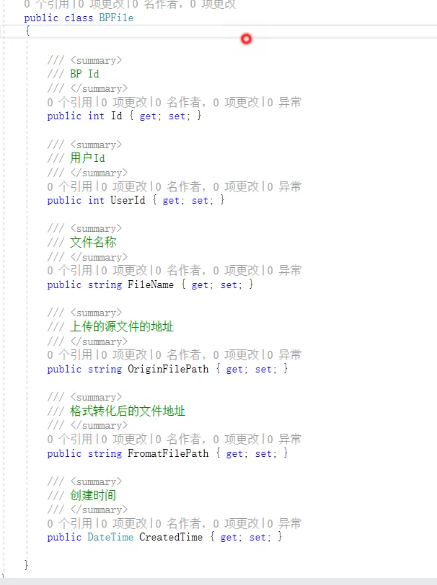 0 个引用|0 项更改|0 名作者，0 项更改
public class BPFile
{
/// <summary>
/// BP Id
/// </summary>
0 个引用|0 项更改|0 名作者，0 项更改|0 异常
public int Id { get; set; }
/// <summary>
/// 用户Id
/// </summary>
0 个引用|0 项更改|0 名作者，0 项更改|0 异常
public int UserId { get; set; }
/// <summary>
/// 文件名称
/// </summary>
0 个引用|0 项更改|0 名作者，0 项更改|0 异常
public string FileName { get; set; }
/// <summary>
/// 上传的源文件的地址
/// </summary>
0 个引用|0 项更改|0 名作者，0 项更改|0 异常
public string OriginFilePath { get; set; }
/// <summary>
/// 格式转化后的文件地址
/// </summary>
0 个引用|0 项更改|0 名作者，0 项更改|0 异常
public string FromatFilePath { get; set; }
/// <summary>
/// 创建时间
/// </summary>
0 个引用|0 项更改|0 名作者，0 项更改|0 异常
public DateTime CreatedTime { get; set; }
}
}